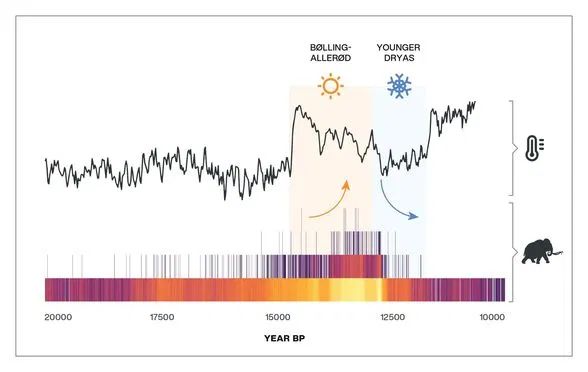 BØLLING-
ALLERØD
YOUNGER
DRYAS
20000
17500
15000
12500
10000
YEAR BP